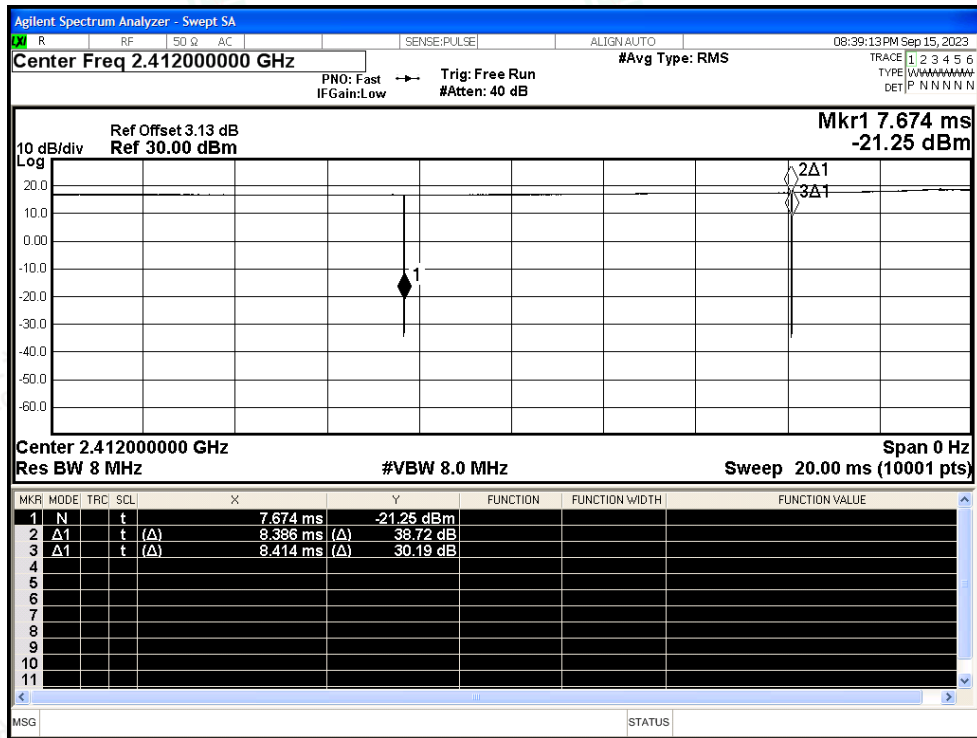 Agilent Spectrum Analyzer - Swept SA
LXI R RF 50 Ω AC SENSE:PULSE ALIGN AUTO 08:39:13 PM Sep 15, 2023
Center Freq 2.412000000 GHz
PNO: Fast
IFGain:Low
Trig: Free Run
#Atten: 40 dB
#Avg Type: RMS
TRACE 1 2 3 4 5 6
TYPE
DET P N N N N N
Mkr1 7.674 ms
-21.25 dBm
Ref Offset 3.13 dB
10 dB/div Ref 30.00 dBm
Log
20.0
10.0
0.00
-10.0
-20.0
-30.0
-40.0
-50.0
-60.0
2Δ1
3Δ1
1
Center 2.412000000 GHz Span 0 Hz
Res BW 8 MHz #VBW 8.0 MHz Sweep 20.00 ms (10001 pts)
MKR MODE TRC SCL X Y FUNCTION FUNCTION WIDTH FUNCTION VALUE
1 N t 7.674 ms -21.25 dBm
2 Δ1 t (Δ) 8.386 ms (Δ) 38.72 dB
3 Δ1 t (Δ) 8.414 ms (Δ) 30.19 dB
4
5
6
7
8
9
10
11
MSG STATUS